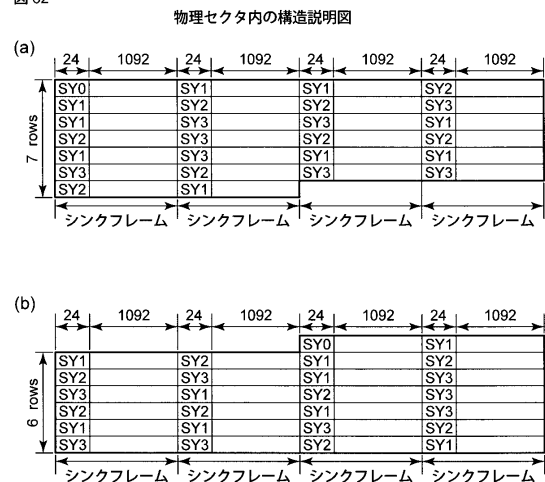 図62
物理セクタ内の構造説明図
(a)
24 1092 24 1092 24 1092 24 1092
SY0 SY1 SY1 SY2
SY1 SY2 SY2 SY3
SY1 SY3 SY3 SY1
SY2 SY3 SY2 SY2
SY1 SY3 SY1 SY1
SY3 SY2 SY3 SY3
SY2 SY1
7 rows
シンクフレーム シンクフレーム シンクフレーム シンクフレーム
(b)
24 1092 24 1092 24 1092 24 1092
SY0 SY1
SY1 SY2 SY1 SY2
SY2 SY3 SY1 SY3
SY3 SY1 SY2 SY3
SY2 SY2 SY1 SY3
SY1 SY1 SY3 SY2
SY3 SY3 SY2 SY1
6 rows
シンクフレーム シンクフレーム シンクフレーム シンクフレーム